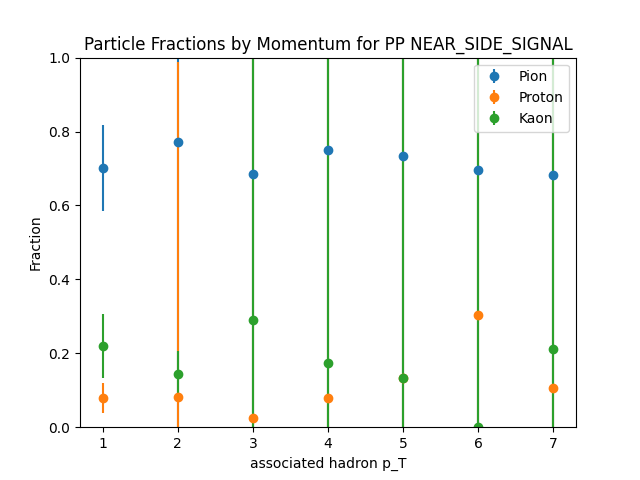 Particle Fractions by Momentum for PP NEAR_SIDE_SIGNAL
1.0
0.8
0.6
0.4
0.2
0.0
Fraction
Pion
Proton
Kaon
1 2 3 4 5 6 7
associated hadron p_T